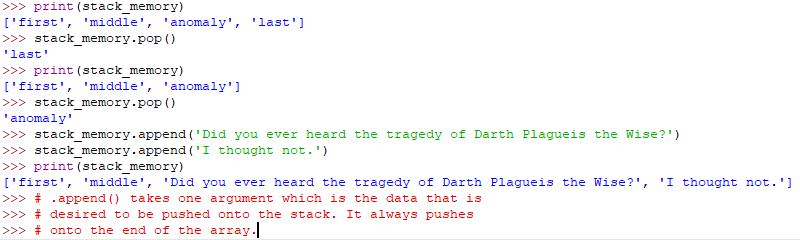 >>> print(stack_memory)
['first', 'middle', 'anomaly', 'last']
>>> stack_memory.pop()
'last'
>>> print(stack_memory)
['first', 'middle', 'anomaly']
>>> stack_memory.pop()
'anomaly'
>>> stack_memory.append('Did you ever heard the tragedy of Darth Plagueis the Wise?')
>>> stack_memory.append('I thought not.')
>>> print(stack_memory)
['first', 'middle', 'Did you ever heard the tragedy of Darth Plagueis the Wise?', 'I thought not.']
>>> # .append() takes one argument which is the data that is
>>> # desired to be pushed onto the stack. It always pushes
>>> # onto the end of the array.